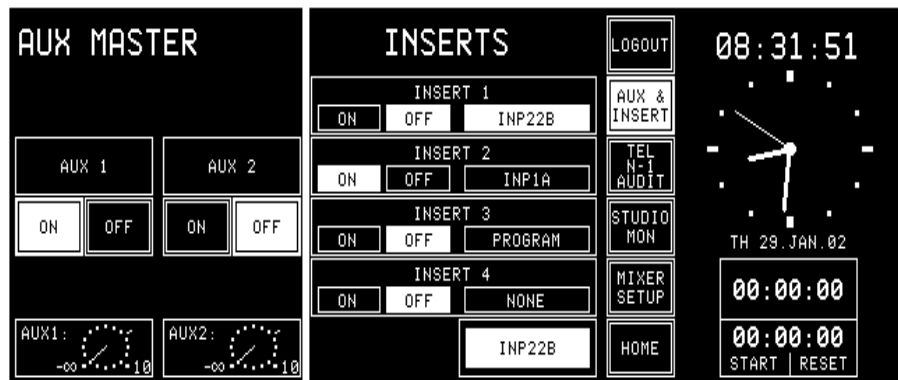 AUX MASTER
AUX 1
AUX 2
ON OFF
ON OFF
AUX1:
-∞ 10
AUX2:
-∞ 10
INSERTS
INSERT 1
ON OFF INP22B
INSERT 2
ON OFF INP1A
INSERT 3
ON OFF PROGRAM
INSERT 4
ON OFF NONE
INP22B
LOGOUT
AUX &
INSERT
TEL
N-1
AUDIT
STUDIO
MON
MIXER
SETUP
HOME
08:31:51
TH 29.JAN.02
00:00:00
00:00:00
START RESET